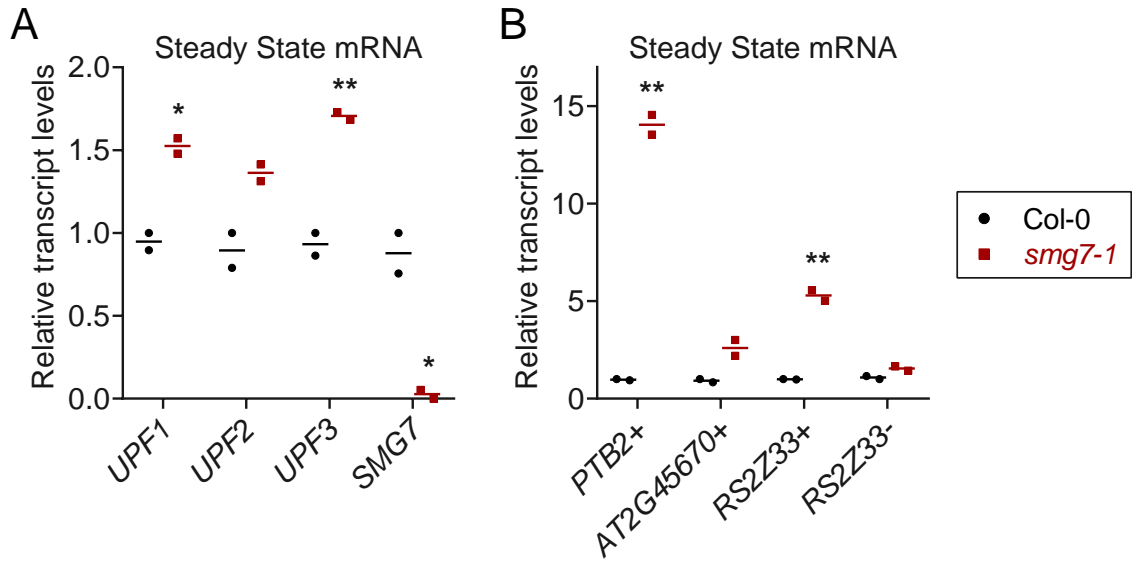 A
Steady State mRNA
Relative transcript levels
2.0
1.5
1.0
0.5
0.0
*
**
*
UPF1
UPF2
UPF3
SMG7
B
Steady State mRNA
Relative transcript levels
15
10
5
0
**
**
PTB2+
AT2G45670+
RS2Z33+
RS2Z33-
Col-0
smg7-1